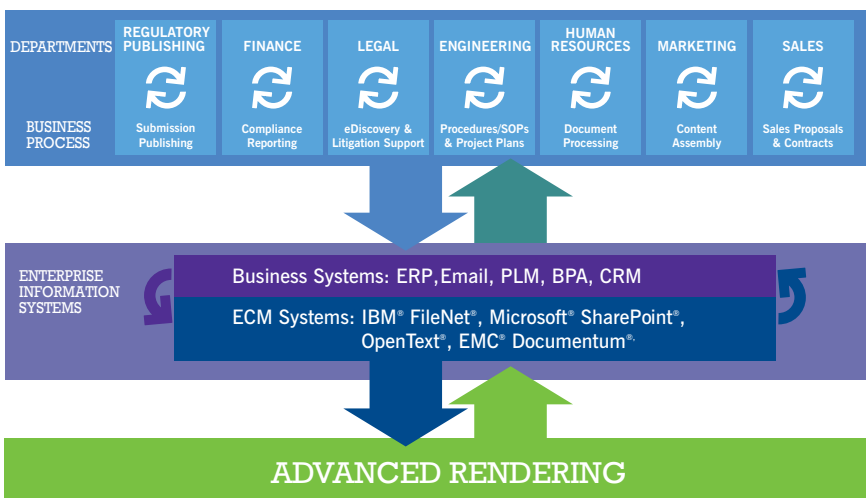 DEPARTMENTS
REGULATORY
PUBLISHING
FINANCE
LEGAL
ENGINEERING
HUMAN
RESOURCES
MARKETING
SALES
BUSINESS
PROCESS
Submission
Publishing
Compliance
Reporting
eDiscovery &
Litigation Support
Procedures/SOPs
& Project Plans
Document
Processing
Content
Assembly
Sales Proposals
& Contracts
ENTERPRISE
INFORMATION
SYSTEMS
Business Systems: ERP, Email, PLM, BPA, CRM
ECM Systems: IBM® FileNet®, Microsoft® SharePoint®,
OpenText®, EMC® Documentum®.
ADVANCED RENDERING